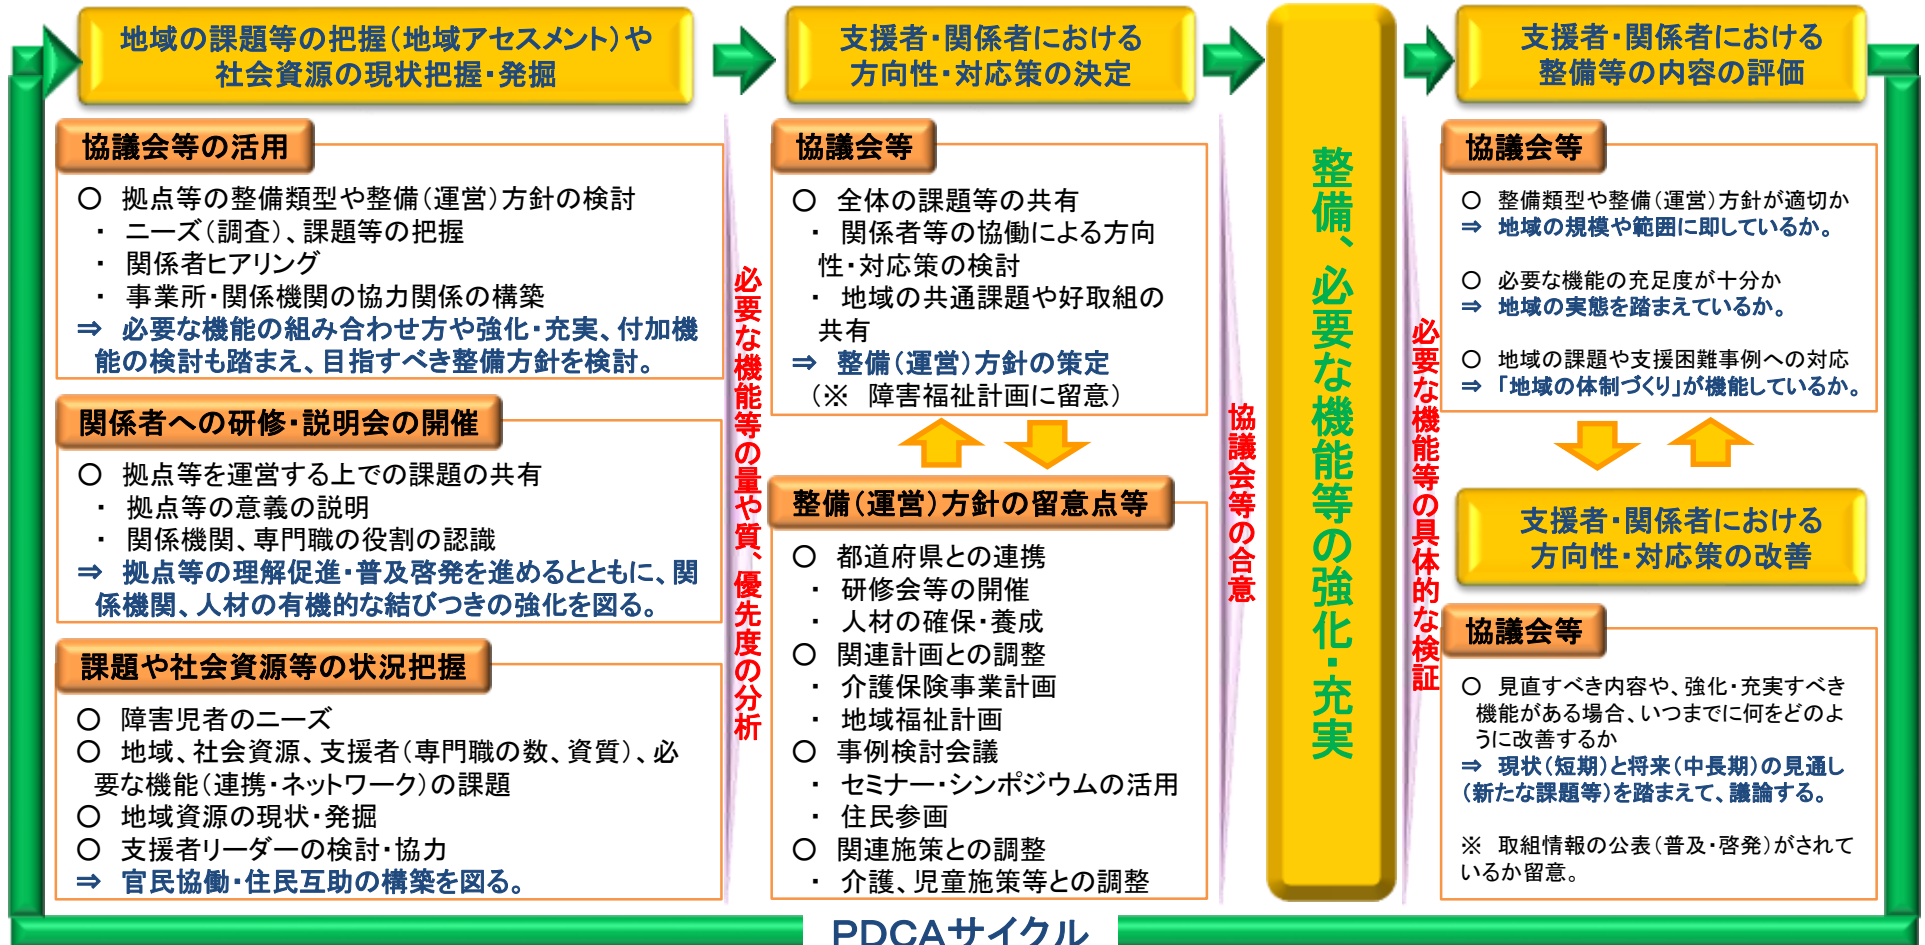 地域の課題等の把握(地域アセスメント)や
社会資源の現状把握・発掘
協議会等の活用
○ 拠点等の整備類型や整備(運営)方針の検討
・ ニーズ(調査)、課題等の把握
・ 関係者ヒアリング
・ 事業所・関係機関の協力関係の構築
⇒ 必要な機能の組み合わせ方や強化・充実、付加機
能の検討も踏まえ、目指すべき整備方針を検討。
関係者への研修・説明会の開催
○ 拠点等を運営する上での課題の共有
・ 拠点等の意義の説明
・ 関係機関、専門職の役割の認識
⇒ 拠点等の理解促進・普及啓発を進めるとともに、関
係機関、人材の有機的な結びつきの強化を図る。
課題や社会資源等の状況把握
○ 障害児者のニーズ
○ 地域、社会資源、支援者(専門職の数、資質)、必
要な機能(連携・ネットワーク)の課題
○ 地域資源の現状・発掘
○ 支援者リーダーの検討・協力
⇒ 官民協働・住民互助の構築を図る。
必要な機能等の量や質、優先度の分析
支援者・関係者における
方向性・対応策の決定
協議会等
○ 全体の課題等の共有
・ 関係者等の協働による方向
性・対応策の検討
・ 地域の共通課題や好取組の
共有
⇒ 整備(運営)方針の策定
(※ 障害福祉計画に留意)
整備(運営)方針の留意点等
○ 都道府県との連携
・ 研修会等の開催
・ 人材の確保・養成
○ 関連計画との調整
・ 介護保険事業計画
・ 地域福祉計画
○ 事例検討会議
・ セミナー・シンポジウムの活用
・ 住民参画
○ 関連施策との調整
・ 介護、児童施策等との調整
協議会等の合意
整備、必要な機能等の強化・充実
必要な機能等の具体的な検証
支援者・関係者における
整備等の内容の評価
協議会等
○ 整備類型や整備(運営)方針が適切か
⇒ 地域の規模や範囲に即しているか。
○ 必要な機能の充足度が十分か
⇒ 地域の実態を踏まえているか。
○ 地域の課題や支援困難事例への対応
⇒ 「地域の体制づくり」が機能しているか。
支援者・関係者における
方向性・対応策の改善
協議会等
○ 見直すべき内容や、強化・充実すべき
機能がある場合、いつまでに何をどのよ
うに改善するか
⇒ 現状(短期)と将来(中長期)の見通し
(新たな課題等)を踏まえて、議論する。
※ 取組情報の公表(普及・啓発)がされて
いるか留意。
PDCAサイクル